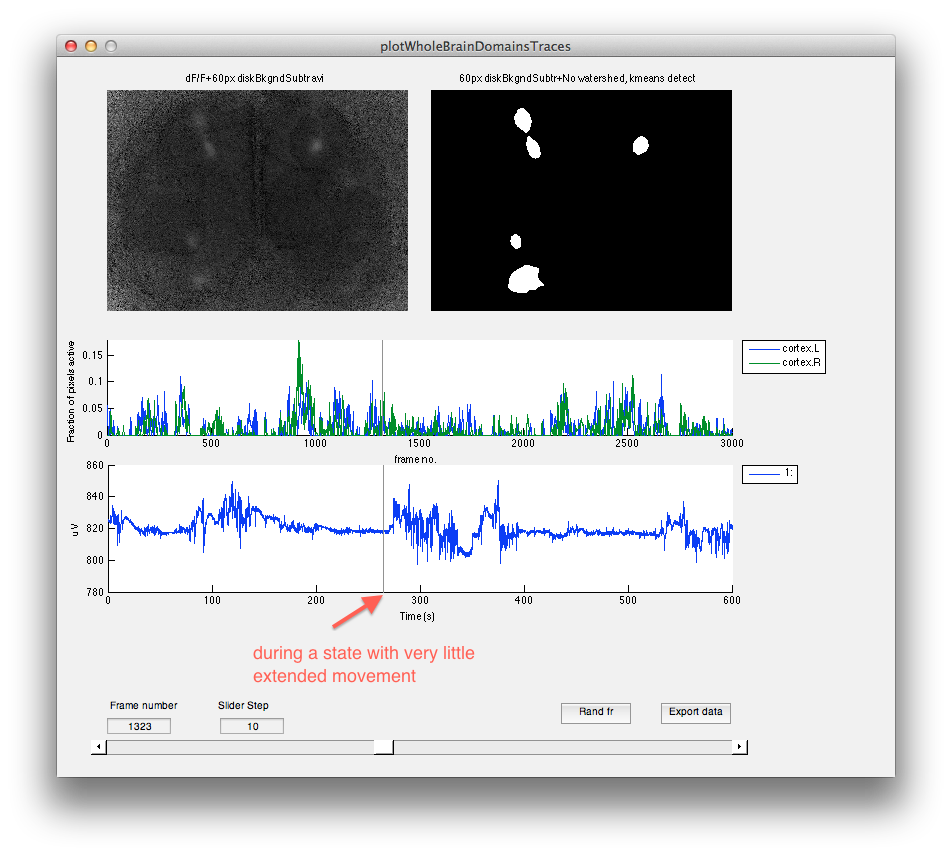 plotWholeBrainDomainsTraces
dF/F+60px diskBkgndSubtr.avi
60px diskBkgndSubtr+No watershed, kmeans detect
Fraction of pixels active
0.15
0.1
0.05
0
0 500 1000 1500 2000 2500 3000
frame no.
cortex.L
cortex.R
uV
860
840
820
800
780
0 100 200 300 400 500 600
Time (s)
1:
during a state with very little
extended movement
Frame number
1323
Slider Step
10
Rand fr
Export data